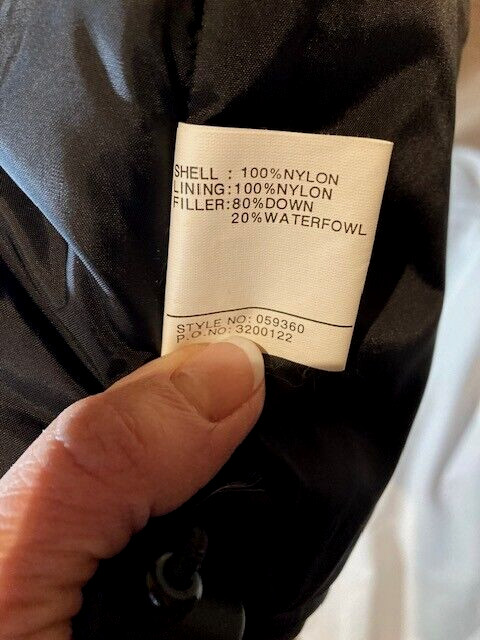 SHELL : 100%NYLON
LINING:100%NYLON
FILLER:80%DOWN
20%WATERFOWL
STYLE NO: 059360
P.O.NO: 3200122